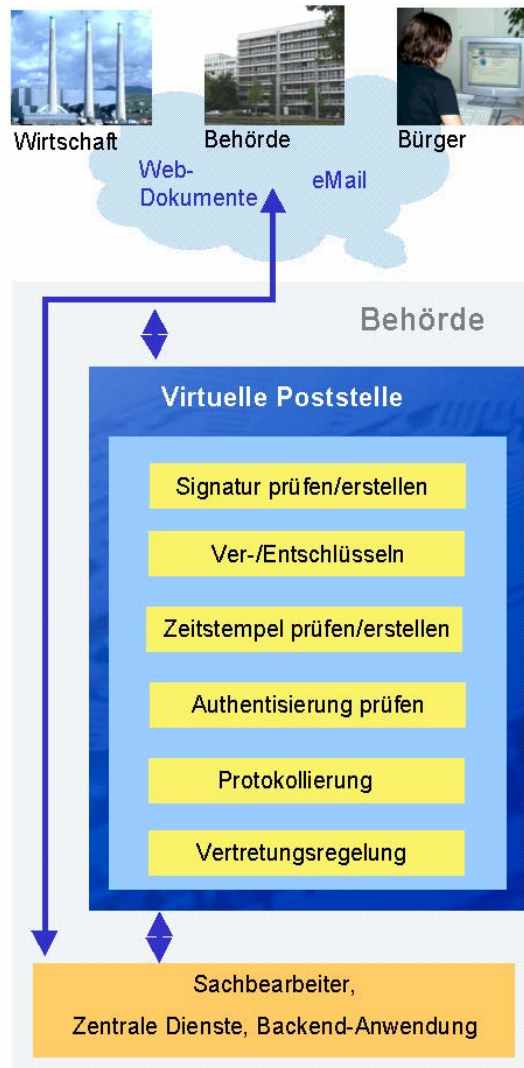 Wirtschaft
Behörde
Bürger
Web-
Dokumente
eMail
Behörde
Virtuelle Poststelle
Signatur prüfen/erstellen
Ver-/Entschlüsseln
Zeitstempel prüfen/erstellen
Authentisierung prüfen
Protokollierung
Vertretungsregelung
Sachbearbeiter,
Zentrale Dienste, Backend-Anwendung